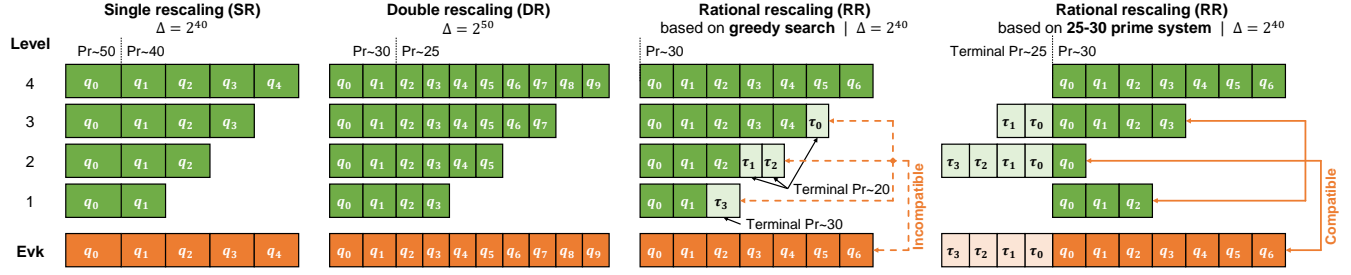 Single rescaling (SR)
Δ = 2^40
Double rescaling (DR)
Δ = 2^50
Rational rescaling (RR)
based on greedy search | Δ = 2^40
Rational rescaling (RR)
based on 25-30 prime system | Δ = 2^40
Level
Pr~50 Pr~40
Pr~30 Pr~25
Pr~30
Terminal Pr~25 Pr~30
4
q0 q1 q2 q3 q4
q0 q1 q2 q3 q4 q5 q6 q7 q8 q9
q0 q1 q2 q3 q4 q5 q6
q0 q1 q2 q3 q4 q5 q6
3
q0 q1 q2 q3
q0 q1 q2 q3 q4 q5 q6 q7
q0 q1 q2 q3 q4 τ0
τ1 τ0 q0 q1 q2 q3
2
q0 q1 q2
q0 q1 q2 q3 q4 q5
q0 q1 q2 τ1 τ2
τ3 τ2 τ1 τ0 q0
Terminal Pr~20
1
q0 q1
q0 q1 q2 q3
q0 q1 τ3
q0 q1 q2
Terminal Pr~30
Incompatible
Compatible
Evk
q0 q1 q2 q3 q4
q0 q1 q2 q3 q4 q5 q6 q7 q8 q9
q0 q1 q2 q3 q4 q5 q6
τ3 τ2 τ1 τ0 q0 q1 q2 q3 q4 q5 q6